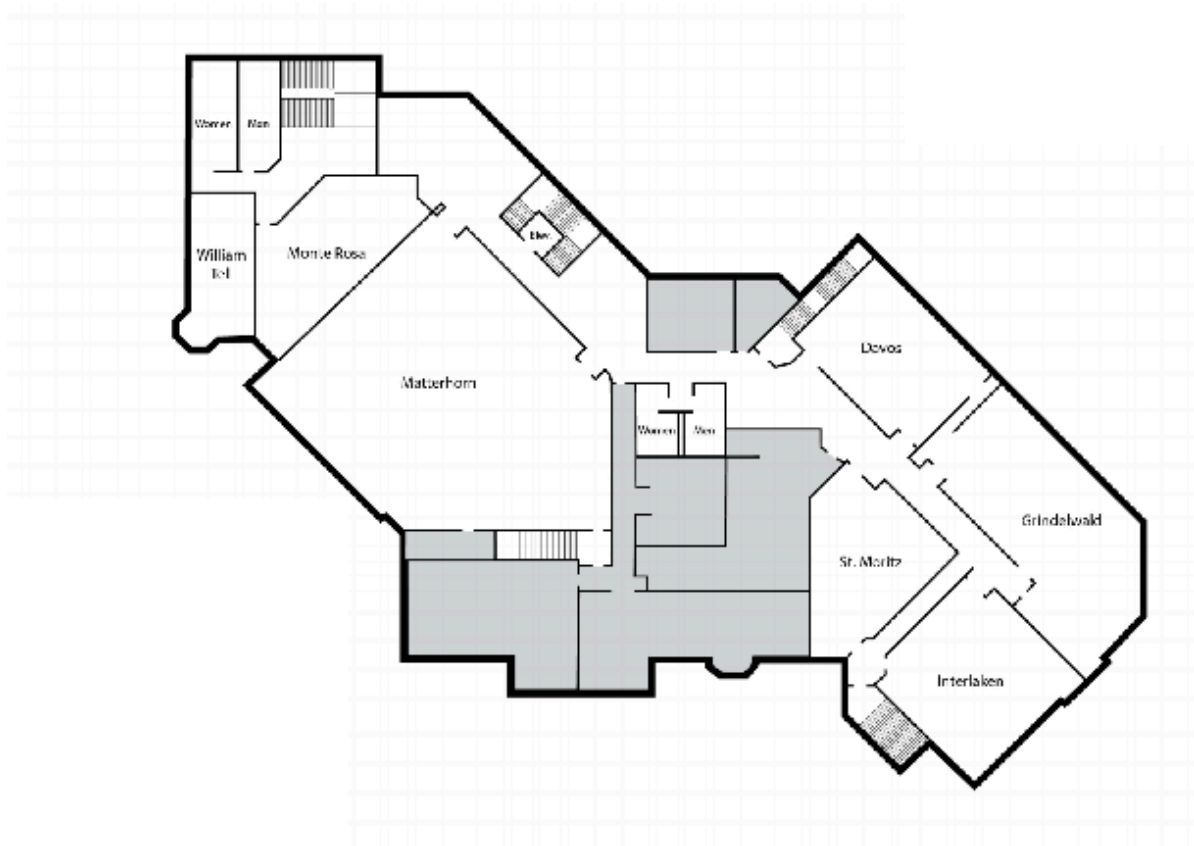 Women
Men
Elev.
William
Tell
Monte Rosa
Davos
Matterhorn
Women
Men
Grindelwald
St. Moritz
Interlaken